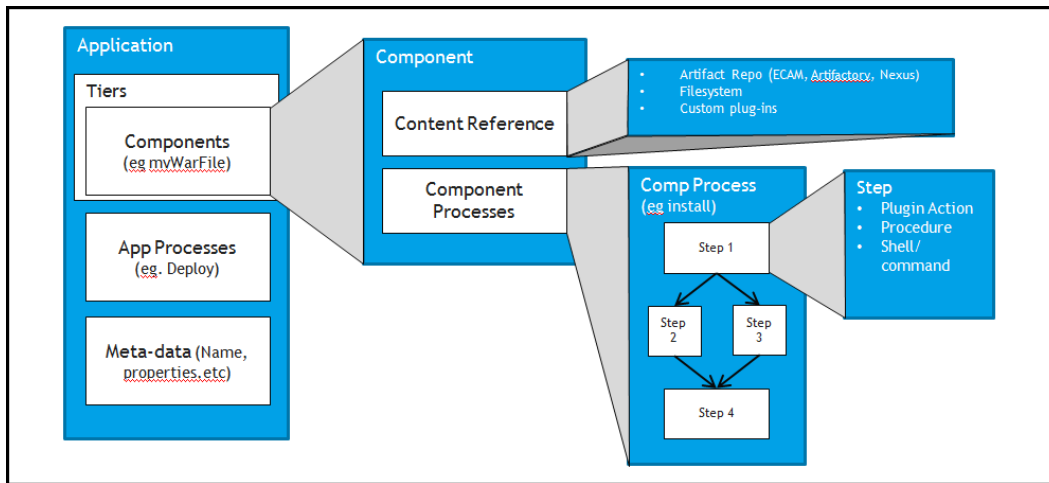 Application
Tiers
Components
(eg mvWarFile)
App Processes
(eg. Deploy)
Meta-data (Name,
properties.etc)
Component
Content Reference
Component
Processes
• Artifact Repo (ECAM, Artifactory, Nexus)
• Filesystem
• Custom plug-ins
Comp Process
(eg install)
Step 1
Step
2
Step
3
Step 4
Step
• Plugin Action
• Procedure
• Shell/
command